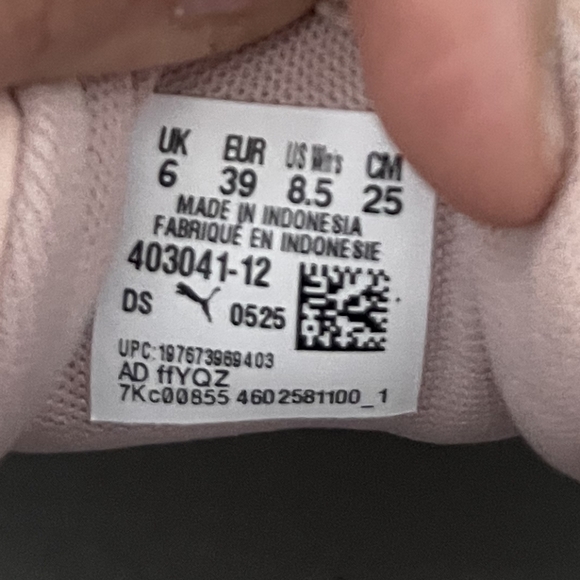 UK EUR US Wn's CM
6 39 8.5 25
MADE IN INDONESIA
FABRIQUÉ EN INDONESIE
403041-12
DS 0525
UPC:197673969403
AD ffYQZ
7Kc00855 4602581100_1